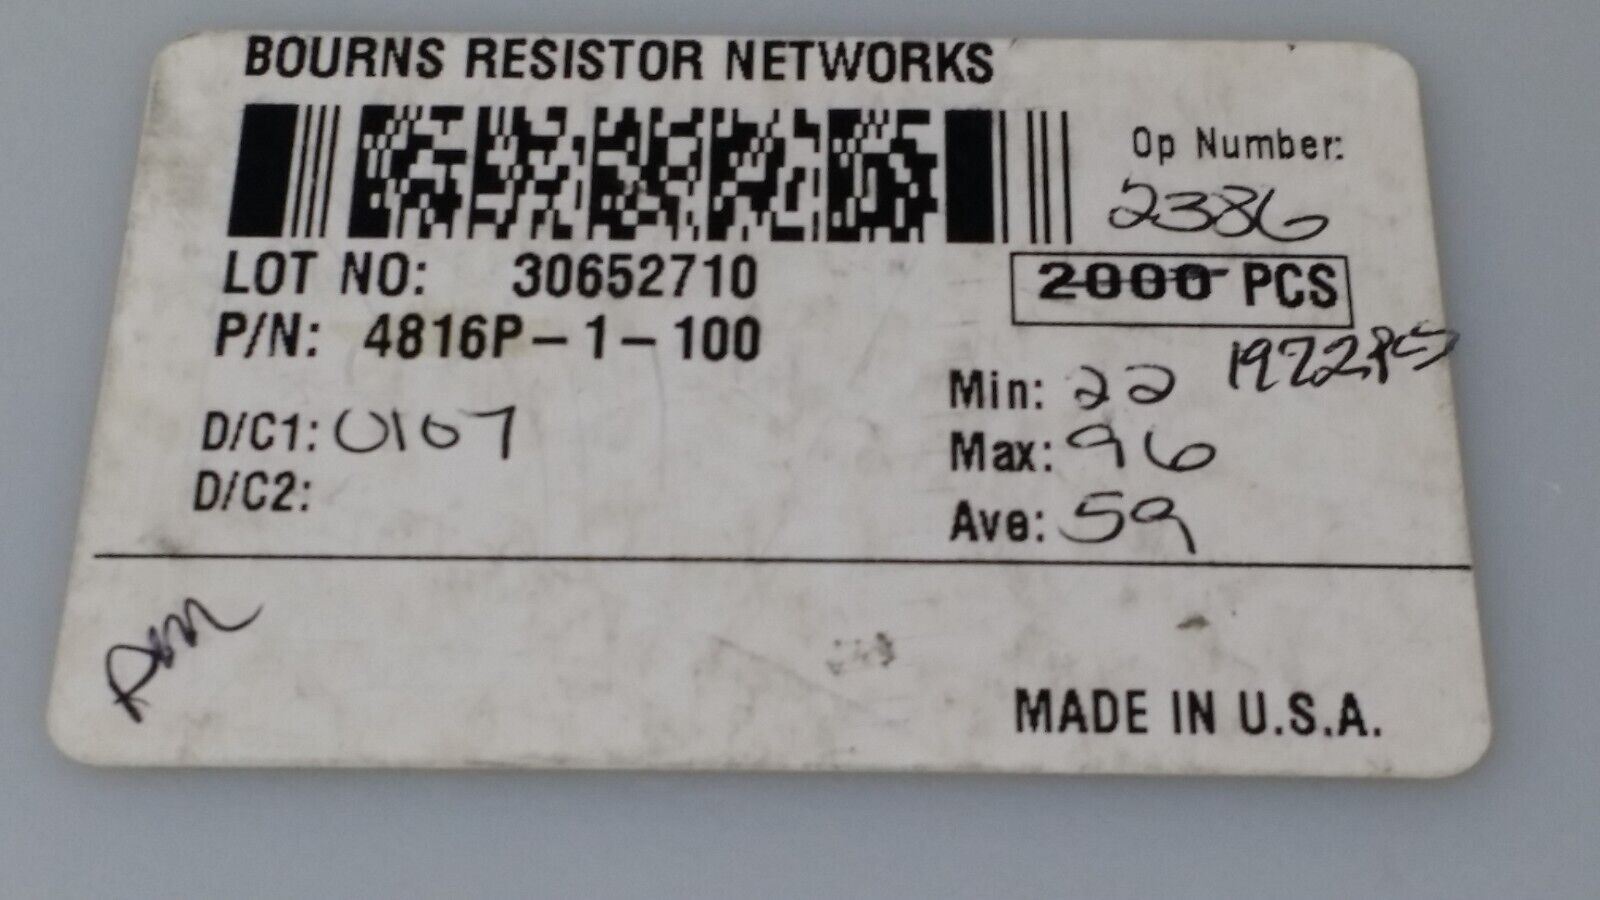 BOURNS RESISTOR NETWORKS
Op Number:
2386
LOT NO: 30652710
2000 PCS
P/N: 4816P-1-100
1922PCS
Min: 22
D/C1: 0107
Max: 96
D/C2:
Ave: 59
MADE IN U.S.A.